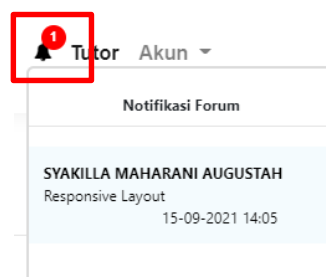 1
Tutor Akun
Notifikasi Forum
SYAKILLA MAHARANI AUGUSTAH
Responsive Layout
15-09-2021 14:05